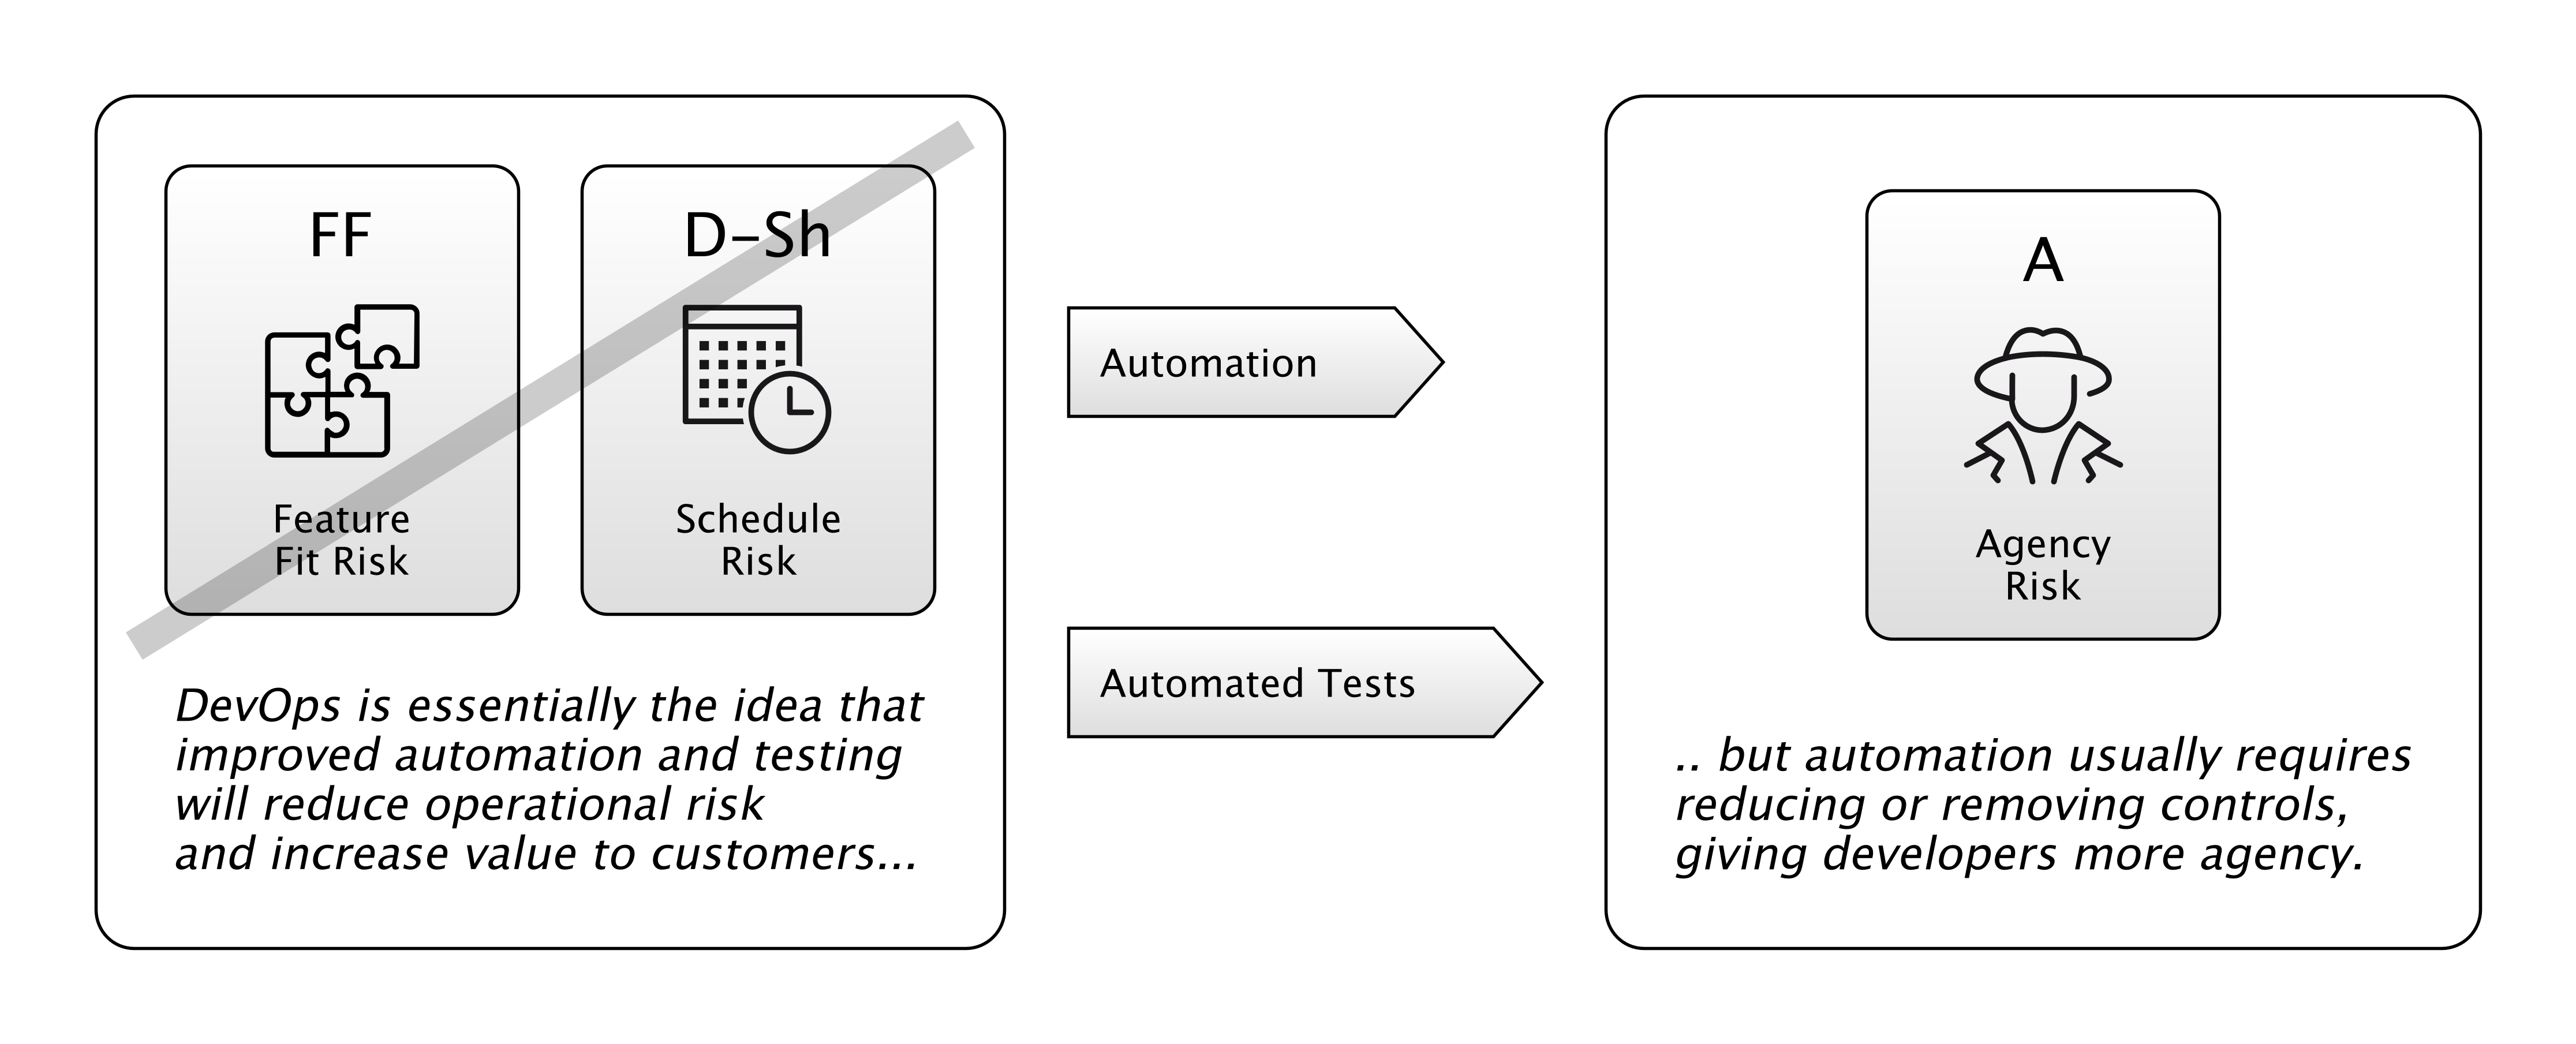 FF
Feature
Fit Risk
D–Sh
Schedule
Risk
DevOps is essentially the idea that
improved automation and testing
will reduce operational risk
and increase value to customers...
Automation
Automated Tests
A
Agency
Risk
.. but automation usually requires
reducing or removing controls,
giving developers more agency.